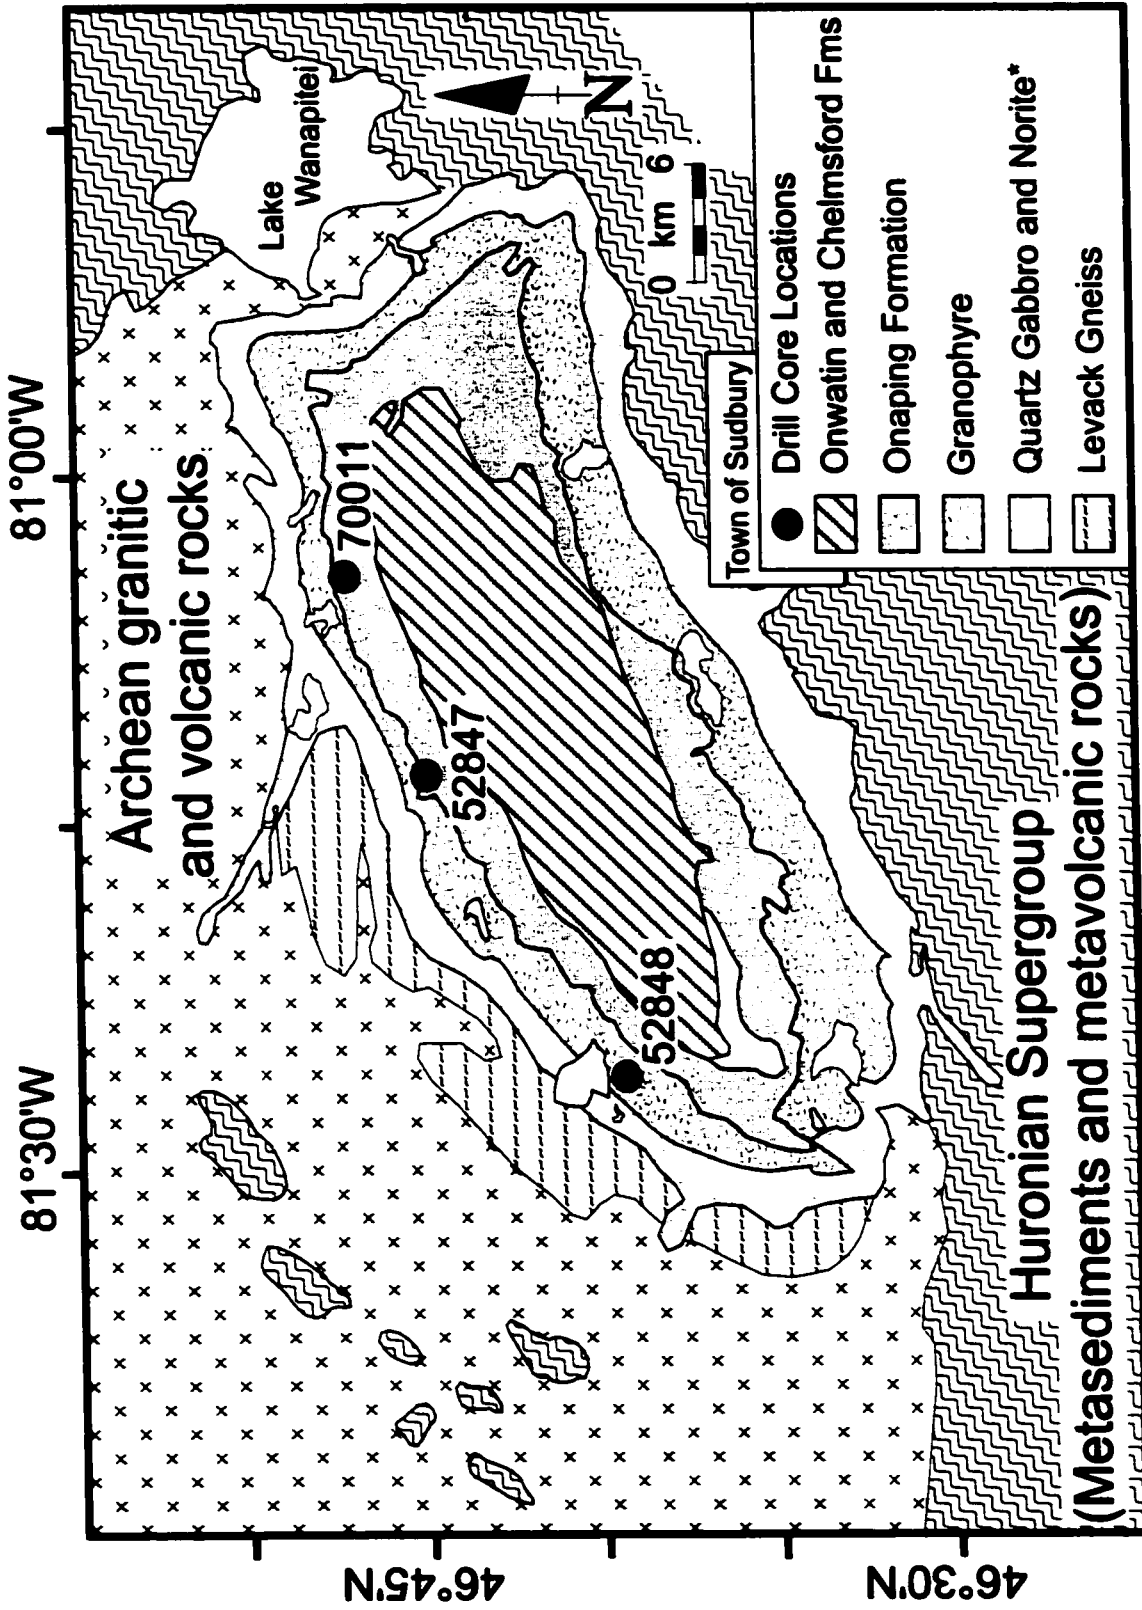 81°30'W
81°00'W
46°45'N
46°30'N
Archean granitic
and volcanic rocks
Lake
Wanapitei
N
0 km 6
70011
52847
52848
Town of Sudbury
Huronian Supergroup
(Metasediments and metavolcanic rocks)
Drill Core Locations
Onwatin and Chelmsford Fms
Onaping Formation
Granophyre
Quartz Gabbro and Norite*
Levack Gneiss